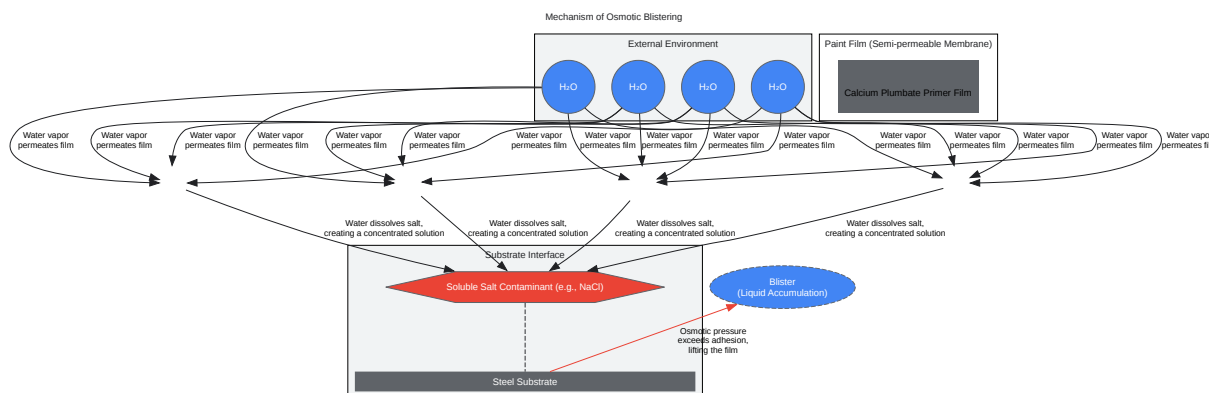 Mechanism of Osmotic Blistering
External Environment
Paint Film (Semi-permeable Membrane)
H₂O
H₂O
H₂O
H₂O
Calcium Plumbate Primer Film
Water vapor
permeates film
Water vapor
permeates film
Water vapor
permeates film
Water vapor
permeates film
Water vapor
permeates film
Water vapor
permeates film
Water vapor
permeates film
Water vapor
permeates film
Water vapor
permeates film
Water vapor
permeates film
Water vapor
permeates film
Water vapor
permeates film
Water vapor
permeates film
Water vapor
permeates film
Water vapor
permeates film
Water vapo
permeates fi
Water dissolves salt,
creating a concentrated solution
Water dissolves salt,
creating a concentrated solution
Water dissolves salt,
creating a concentrated solution
Water dissolves salt,
creating a concentrated solution
Substrate Interface
Soluble Salt Contaminant (e.g., NaCl)
Blister
(Liquid Accumulation)
Osmotic pressure
exceeds adhesion,
lifting the film
Steel Substrate